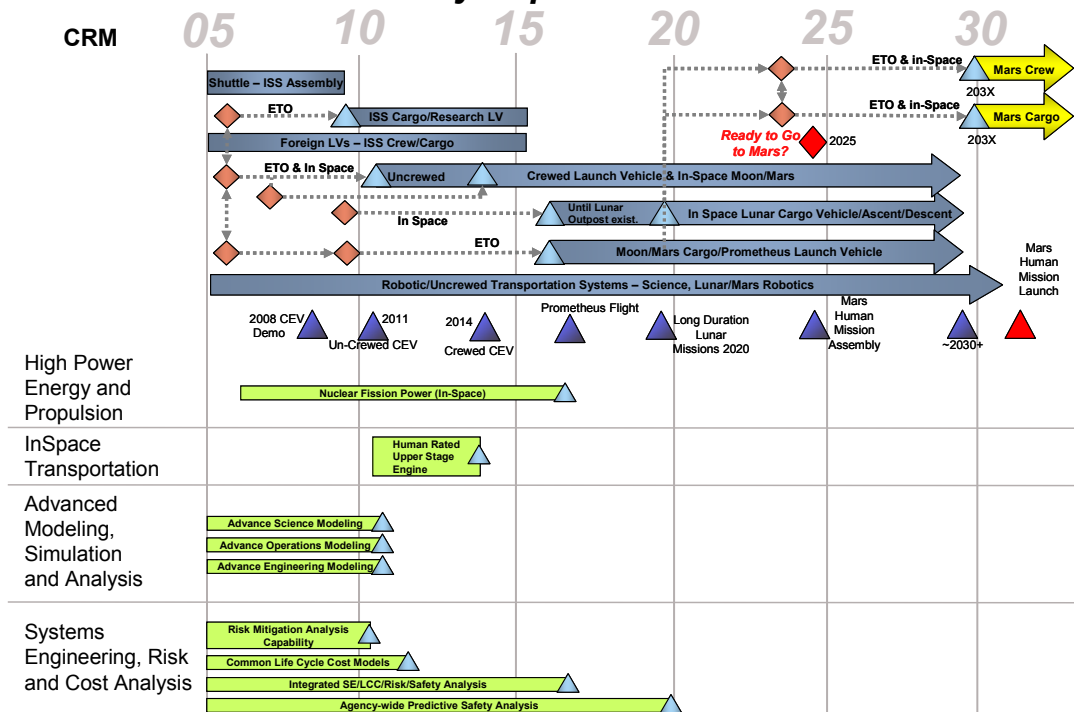 CRM
05 10 15 20 25 30
Shuttle – ISS Assembly
ETO
ISS Cargo/Research LV
Foreign LVs – ISS Crew/Cargo
ETO & in-Space
Mars Crew
203X
ETO & in-Space
Mars Cargo
203X
Ready to Go
to Mars?
2025
ETO & In Space
Uncrewed
Crewed Launch Vehicle & In-Space Moon/Mars
In Space
Until Lunar
Outpost exist.
In Space Lunar Cargo Vehicle/Ascent/Descent
ETO
Moon/Mars Cargo/Prometheus Launch Vehicle
Robotic/Uncrewed Transportation Systems – Science, Lunar/Mars Robotics
Mars
Human
Mission
Launch
2008 CEV
Demo
2011
Un-Crewed CEV
2014
Crewed CEV
Prometheus Flight
Long Duration
Lunar
Missions 2020
Mars
Human
Mission
Assembly
~2030+
High Power
Energy and
Propulsion
Nuclear Fission Power (In-Space)
InSpace
Transportation
Human Rated
Upper Stage
Engine
Advanced
Modeling,
Simulation
and Analysis
Advance Science Modeling
Advance Operations Modeling
Advance Engineering Modeling
Systems
Engineering, Risk
and Cost Analysis
Risk Mitigation Analysis
Capability
Common Life Cycle Cost Models
Integrated SE/LCC/Risk/Safety Analysis
Agency-wide Predictive Safety Analysis